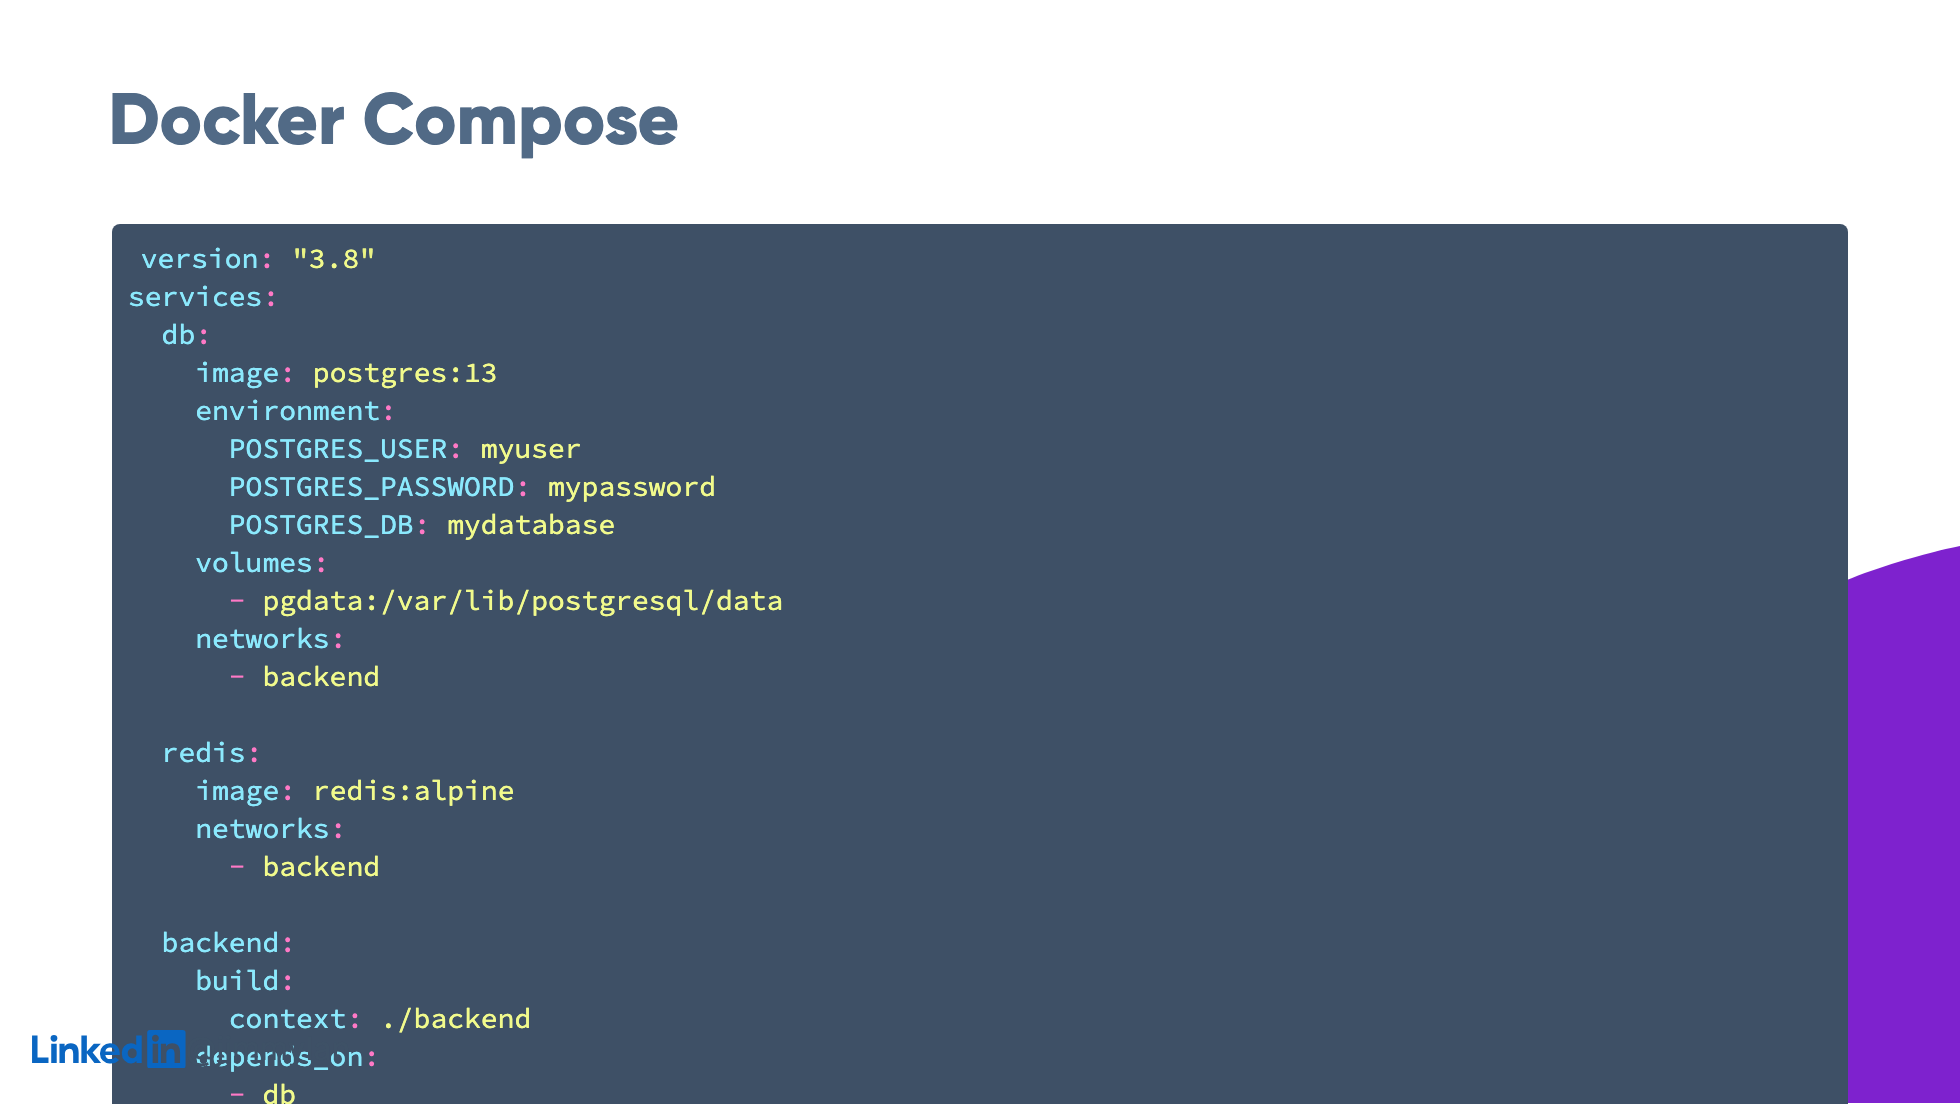 Docker Compose
version: "3.8"
services:
  db:
    image: postgres:13
    environment:
      POSTGRES_USER: myuser
      POSTGRES_PASSWORD: mypassword
      POSTGRES_DB: mydatabase
    volumes:
      - pgdata:/var/lib/postgresql/data
    networks:
      - backend
  redis:
    image: redis:alpine
    networks:
      - backend
  backend:
    build:
      context: ./backend
    depends_on:
      - db
LinkedIn